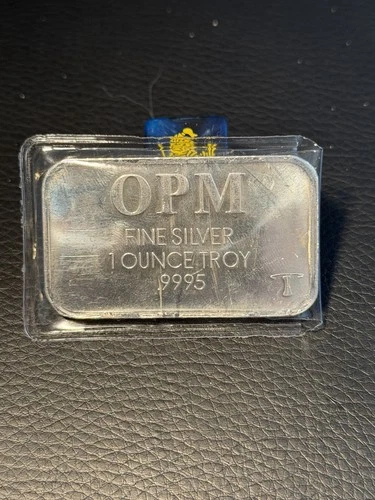 OPM
FINE SILVER
1 OUNCE TROY
.9995